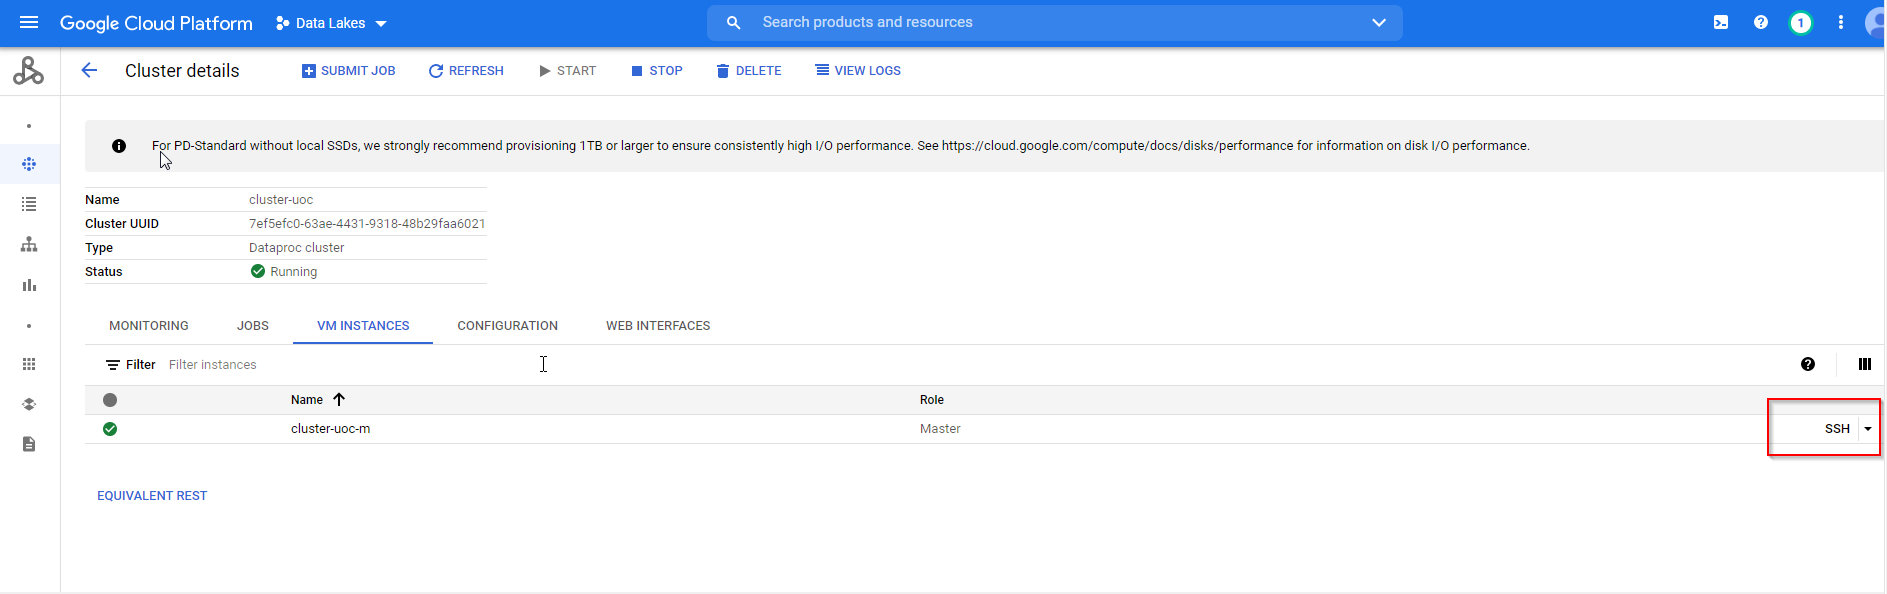 Google Cloud Platform Data Lakes Search products and resources 1
Cluster details SUBMIT JOB REFRESH START STOP DELETE VIEW LOGS
For PD-Standard without local SSDs, we strongly recommend provisioning 1TB or larger to ensure consistently high I/O performance. See https://cloud.google.com/compute/docs/disks/performance for information on disk I/O performance.
Name cluster-uoc
Cluster UUID 7ef5efc0-63ae-4431-9318-48b29faa6021
Type Dataproc cluster
Status Running
MONITORING JOBS VM INSTANCES CONFIGURATION WEB INTERFACES
Filter Filter instances
Name Role
cluster-uoc-m Master SSH
EQUIVALENT REST